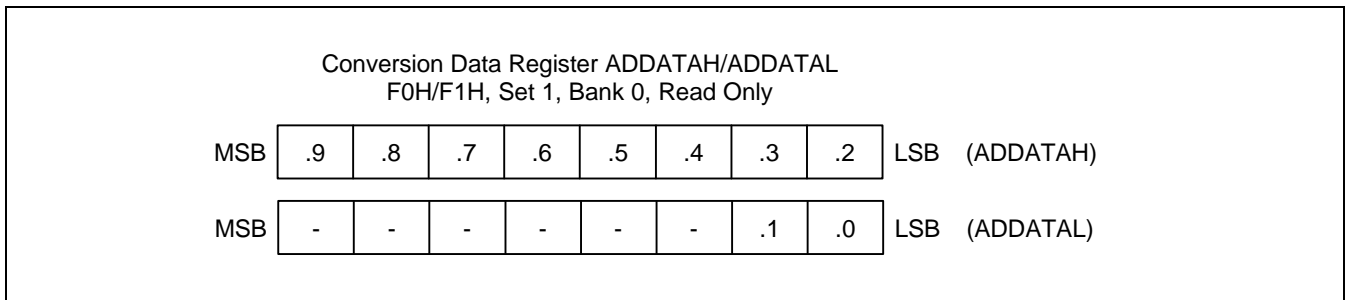 Conversion Data Register ADDATAH/ADDATAL
F0H/F1H, Set 1, Bank 0, Read Only
MSB .9 .8 .7 .6 .5 .4 .3 .2 LSB (ADDATAH)
MSB - - - - - - .1 .0 LSB (ADDATAL)